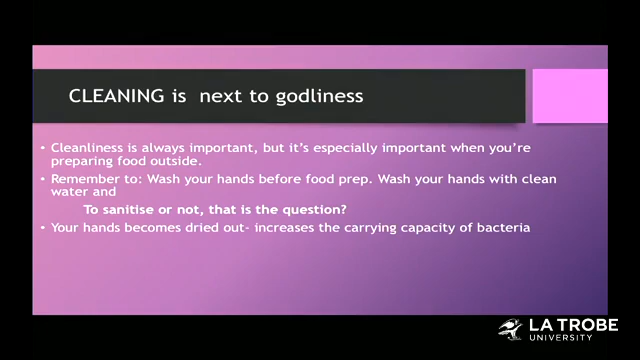 CLEANING is next to godliness
• Cleanliness is always important, but it's especially important when you're
preparing food outside.
• Remember to: Wash your hands before food prep. Wash your hands with clean
water and
To sanitise or not, that is the question?
• Your hands becomes dried out- increases the carrying capacity of bacteria
LA TROBE
UNIVERSITY